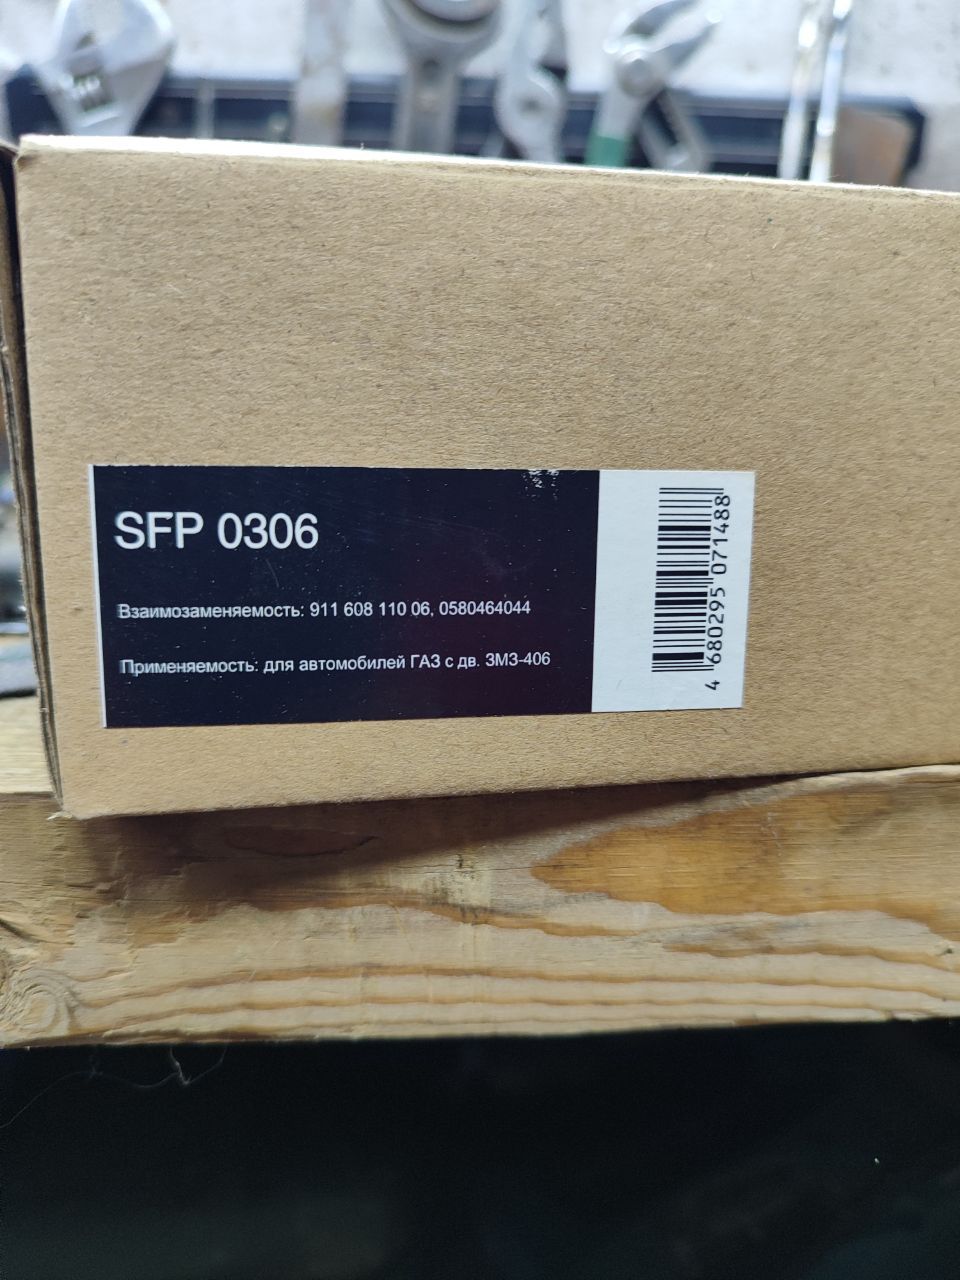 SFP 0306
Взаимозаменяемость: 911 608 110 06, 0580464044
Применяемость: для автомобилей ГАЗ с дв. ЗМЗ-406
4 680295 071488